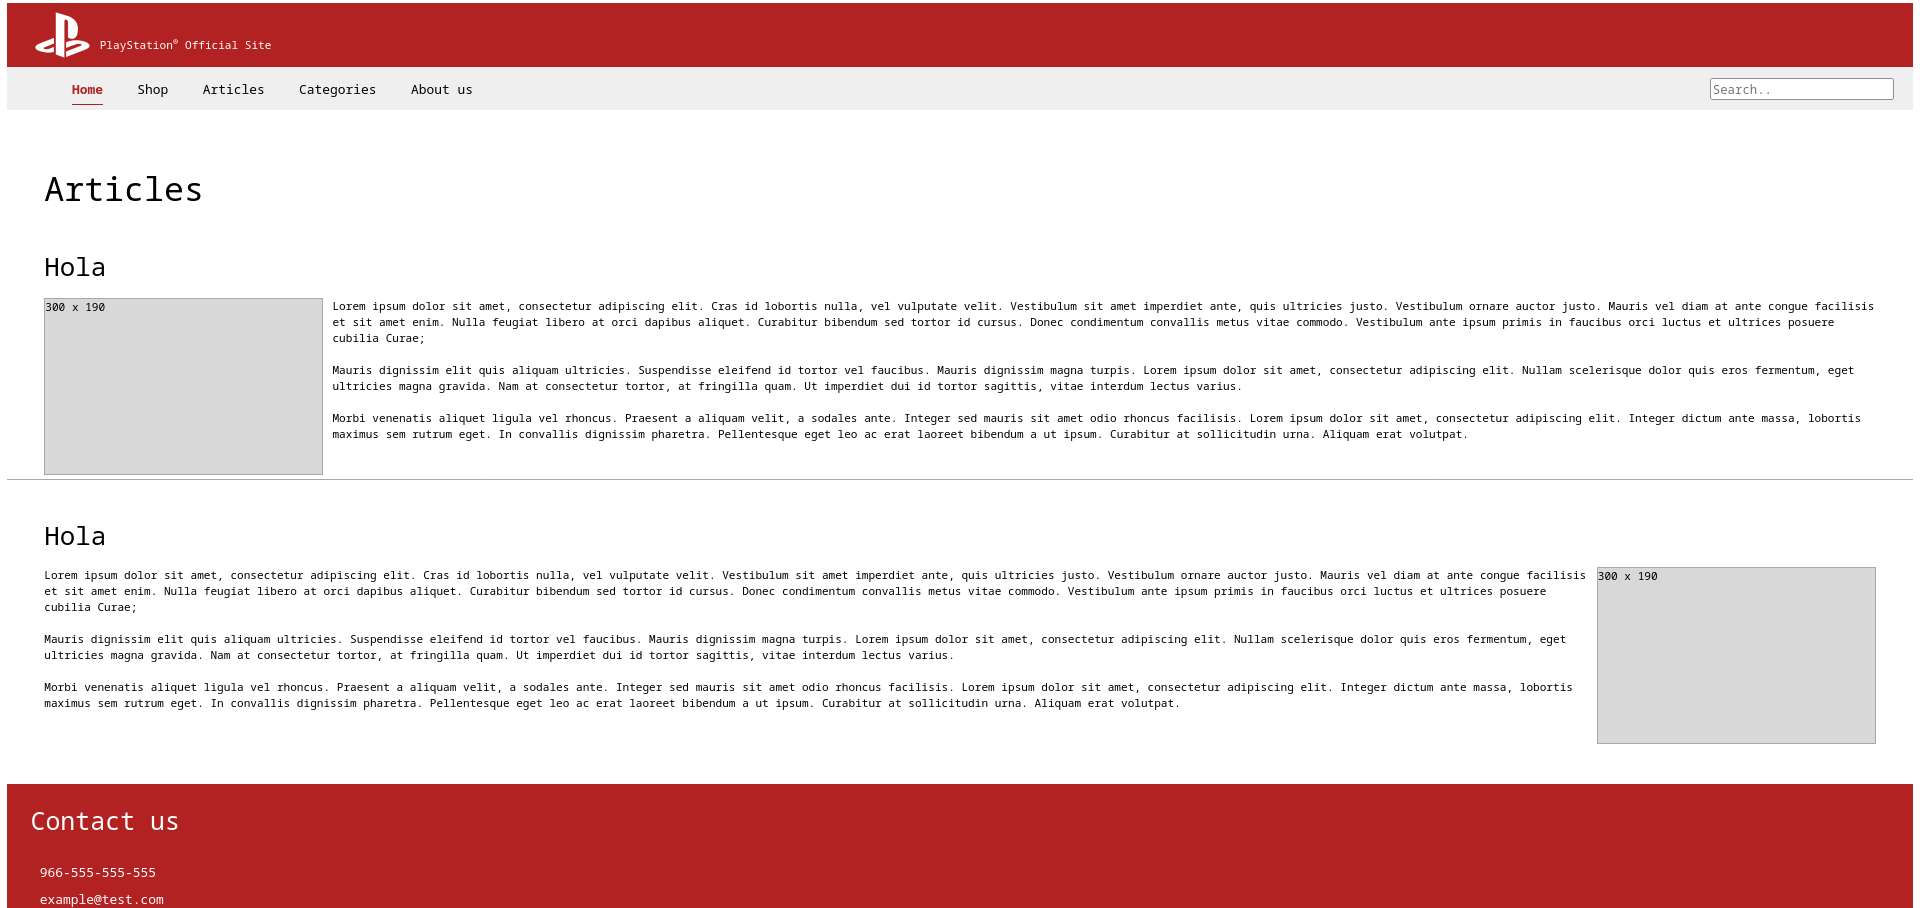 PlayStation® Official Site
Home Shop Articles Categories About us Search..
Articles
Hola
300 x 190
Lorem ipsum dolor sit amet, consectetur adipiscing elit. Cras id lobortis nulla, vel vulputate velit. Vestibulum sit amet imperdiet ante, quis ultricies justo. Vestibulum ornare auctor justo. Mauris vel diam at ante congue facilisis
et sit amet enim. Nulla feugiat libero at orci dapibus aliquet. Curabitur bibendum sed tortor id cursus. Donec condimentum convallis metus vitae commodo. Vestibulum ante ipsum primis in faucibus orci luctus et ultrices posuere
cubilia Curae;
Mauris dignissim elit quis aliquam ultricies. Suspendisse eleifend id tortor vel faucibus. Mauris dignissim magna turpis. Lorem ipsum dolor sit amet, consectetur adipiscing elit. Nullam scelerisque dolor quis eros fermentum, eget
ultricies magna gravida. Nam at consectetur tortor, at fringilla quam. Ut imperdiet dui id tortor sagittis, vitae interdum lectus varius.
Morbi venenatis aliquet ligula vel rhoncus. Praesent a aliquam velit, a sodales ante. Integer sed mauris sit amet odio rhoncus facilisis. Lorem ipsum dolor sit amet, consectetur adipiscing elit. Integer dictum ante massa, lobortis
maximus sem rutrum eget. In convallis dignissim pharetra. Pellentesque eget leo ac erat laoreet bibendum a ut ipsum. Curabitur at sollicitudin urna. Aliquam erat volutpat.
Hola
Lorem ipsum dolor sit amet, consectetur adipiscing elit. Cras id lobortis nulla, vel vulputate velit. Vestibulum sit amet imperdiet ante, quis ultricies justo. Vestibulum ornare auctor justo. Mauris vel diam at ante congue facilisis
et sit amet enim. Nulla feugiat libero at orci dapibus aliquet. Curabitur bibendum sed tortor id cursus. Donec condimentum convallis metus vitae commodo. Vestibulum ante ipsum primis in faucibus orci luctus et ultrices posuere
cubilia Curae;
Mauris dignissim elit quis aliquam ultricies. Suspendisse eleifend id tortor vel faucibus. Mauris dignissim magna turpis. Lorem ipsum dolor sit amet, consectetur adipiscing elit. Nullam scelerisque dolor quis eros fermentum, eget
ultricies magna gravida. Nam at consectetur tortor, at fringilla quam. Ut imperdiet dui id tortor sagittis, vitae interdum lectus varius.
Morbi venenatis aliquet ligula vel rhoncus. Praesent a aliquam velit, a sodales ante. Integer sed mauris sit amet odio rhoncus facilisis. Lorem ipsum dolor sit amet, consectetur adipiscing elit. Integer dictum ante massa, lobortis
maximus sem rutrum eget. In convallis dignissim pharetra. Pellentesque eget leo ac erat laoreet bibendum a ut ipsum. Curabitur at sollicitudin urna. Aliquam erat volutpat.
300 x 190
Contact us
966-555-555-555
example@test.com